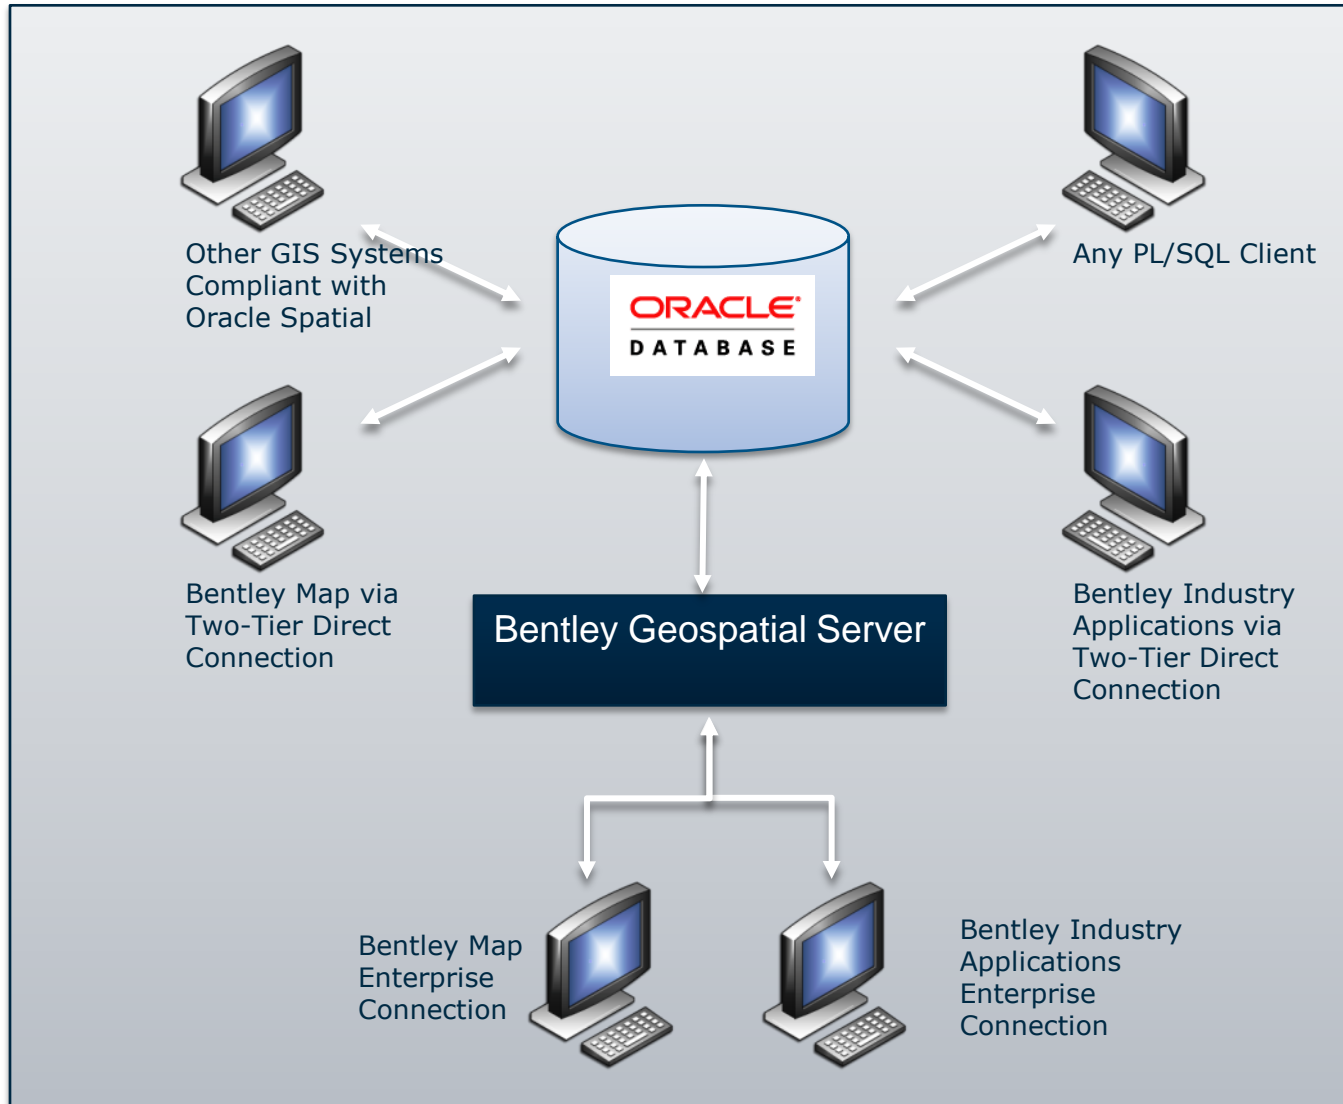 Other GIS Systems
Compliant with
Oracle Spatial
Any PL/SQL Client
ORACLE®
DATABASE
Bentley Map via
Two-Tier Direct
Connection
Bentley Industry
Applications via
Two-Tier Direct
Connection
Bentley Geospatial Server
Bentley Map
Enterprise
Connection
Bentley Industry
Applications
Enterprise
Connection